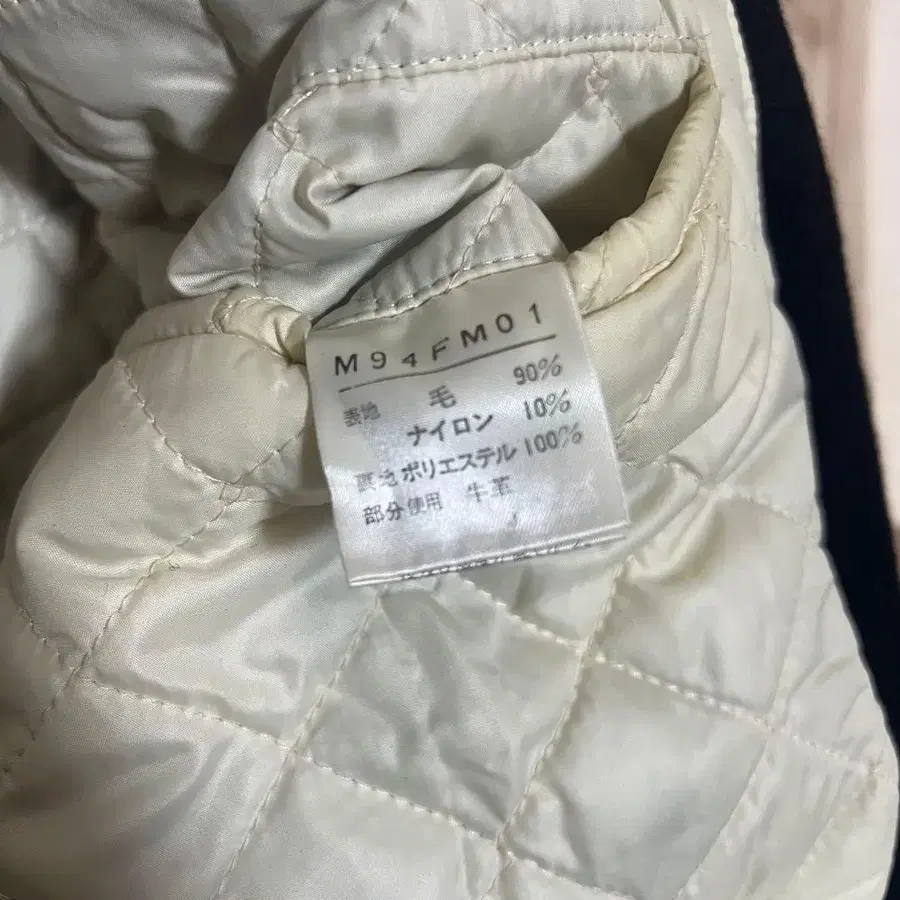 M94FM01
表地 毛 90%
ナイロン 10%
裏地 ポリエステル 100%
部分使用 牛革